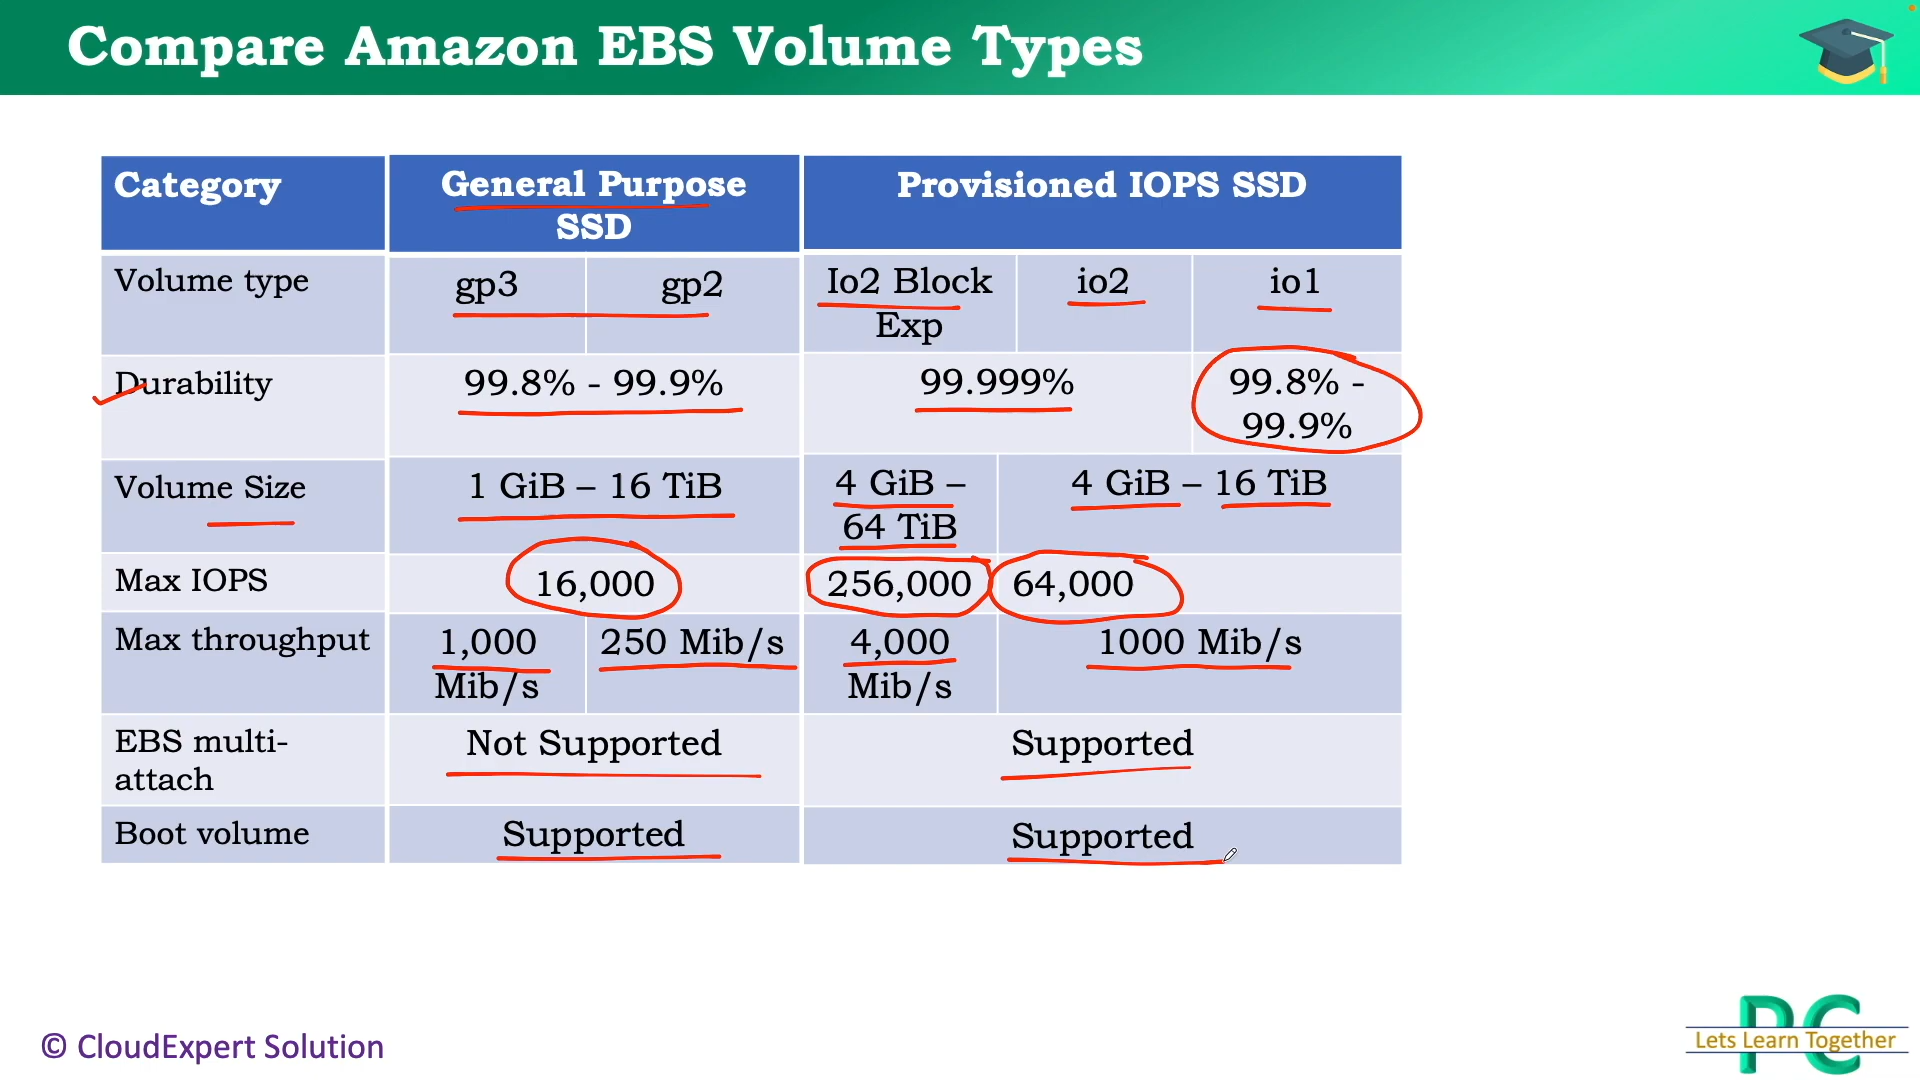 Compare Amazon EBS Volume Types
Category
General Purpose
SSD
Provisioned IOPS SSD
Volume type
gp3
gp2
Io2 Block
Exp
io2
io1
Durability
99.8% - 99.9%
99.999%
99.8% -
99.9%
Volume Size
1 GiB – 16 TiB
4 GiB –
64 TiB
4 GiB – 16 TiB
Max IOPS
16,000
256,000
64,000
Max throughput
1,000
Mib/s
250 Mib/s
4,000
Mib/s
1000 Mib/s
EBS multi-
attach
Not Supported
Supported
Boot volume
Supported
Supported
© CloudExpert Solution
PC
Lets Learn Together